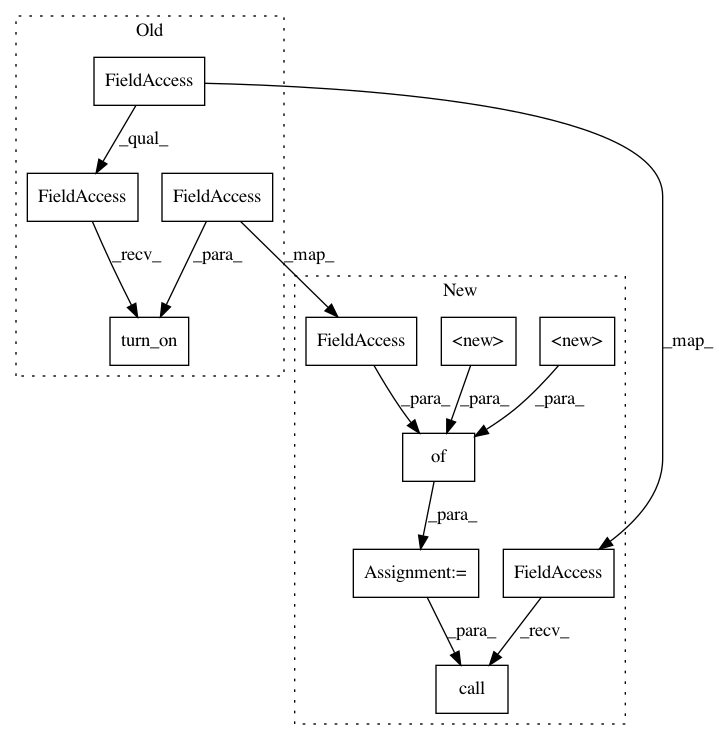 Old
FieldAccess
_qual_
FieldAccess
FieldAccess
_recv_
_para_
_map_
turn_on
New
FieldAccess
<new>
<new>
_map_
_para_
_para_
_para_
of
_para_
Assignment:=
FieldAccess
_para_
_recv_
call